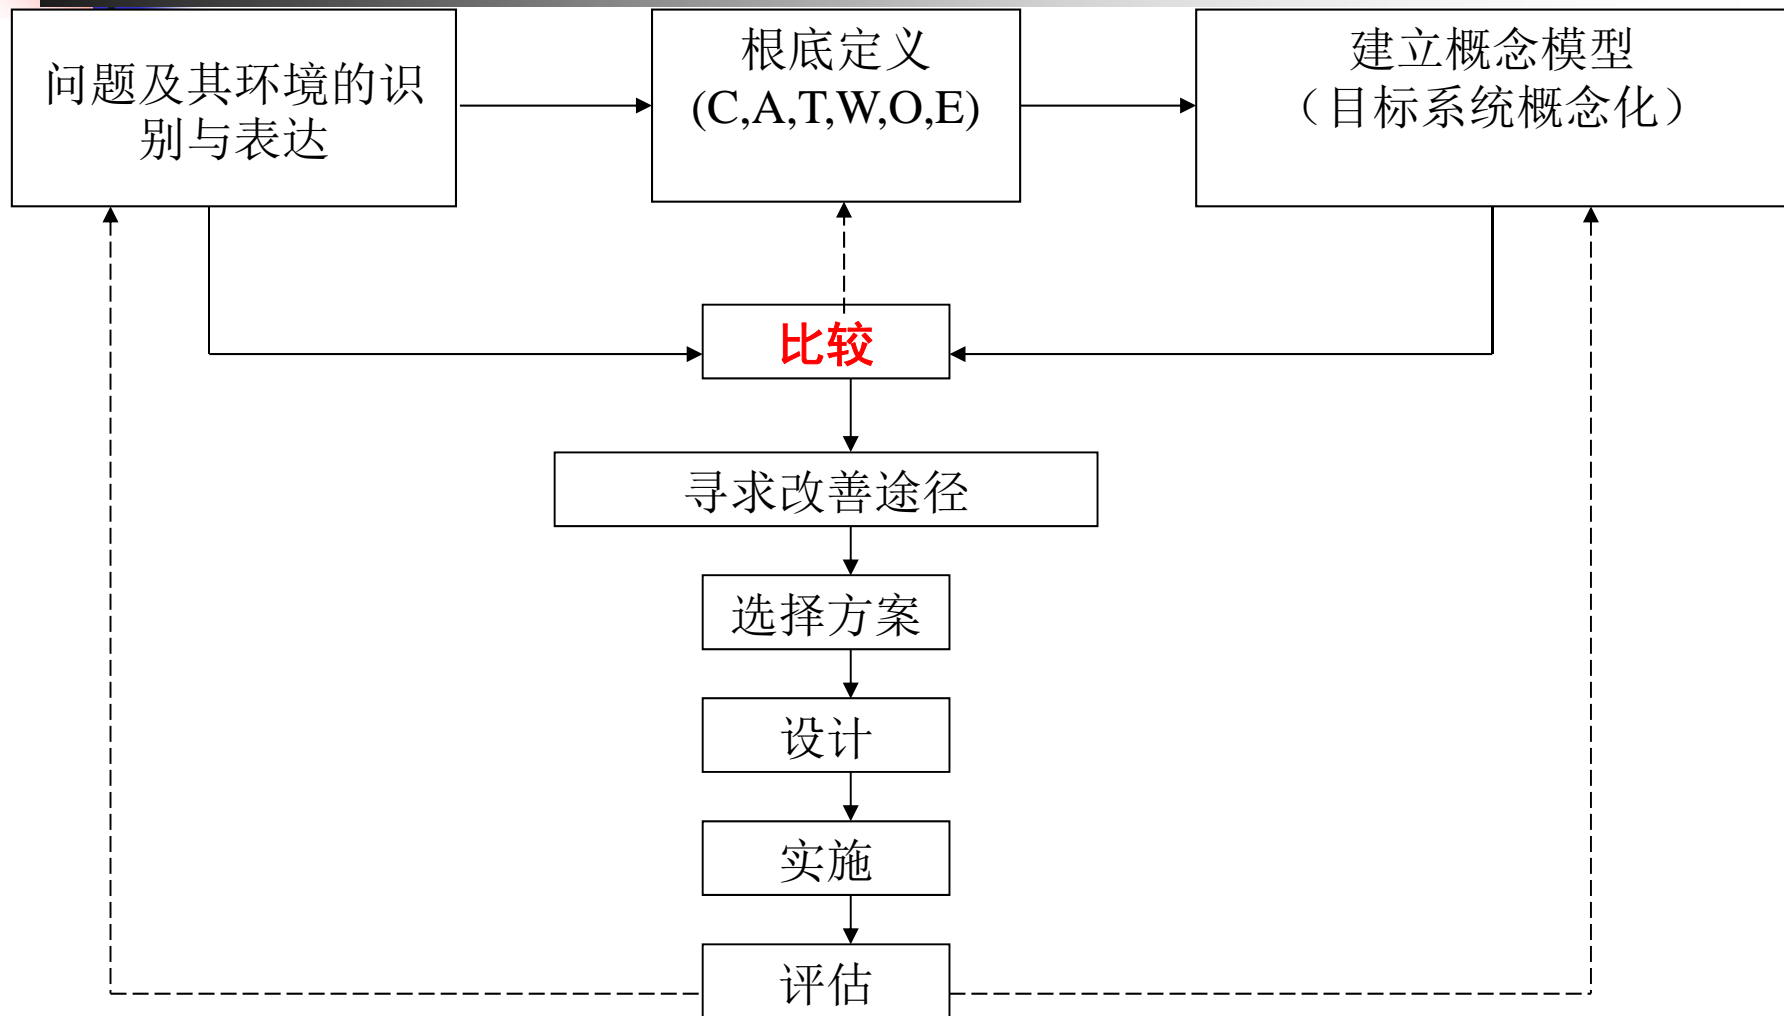 问题及其环境的识
别与表达
根底定义
(C,A,T,W,O,E)
建立概念模型
（目标系统概念化）
比较
寻求改善途径
选择方案
设计
实施
评估